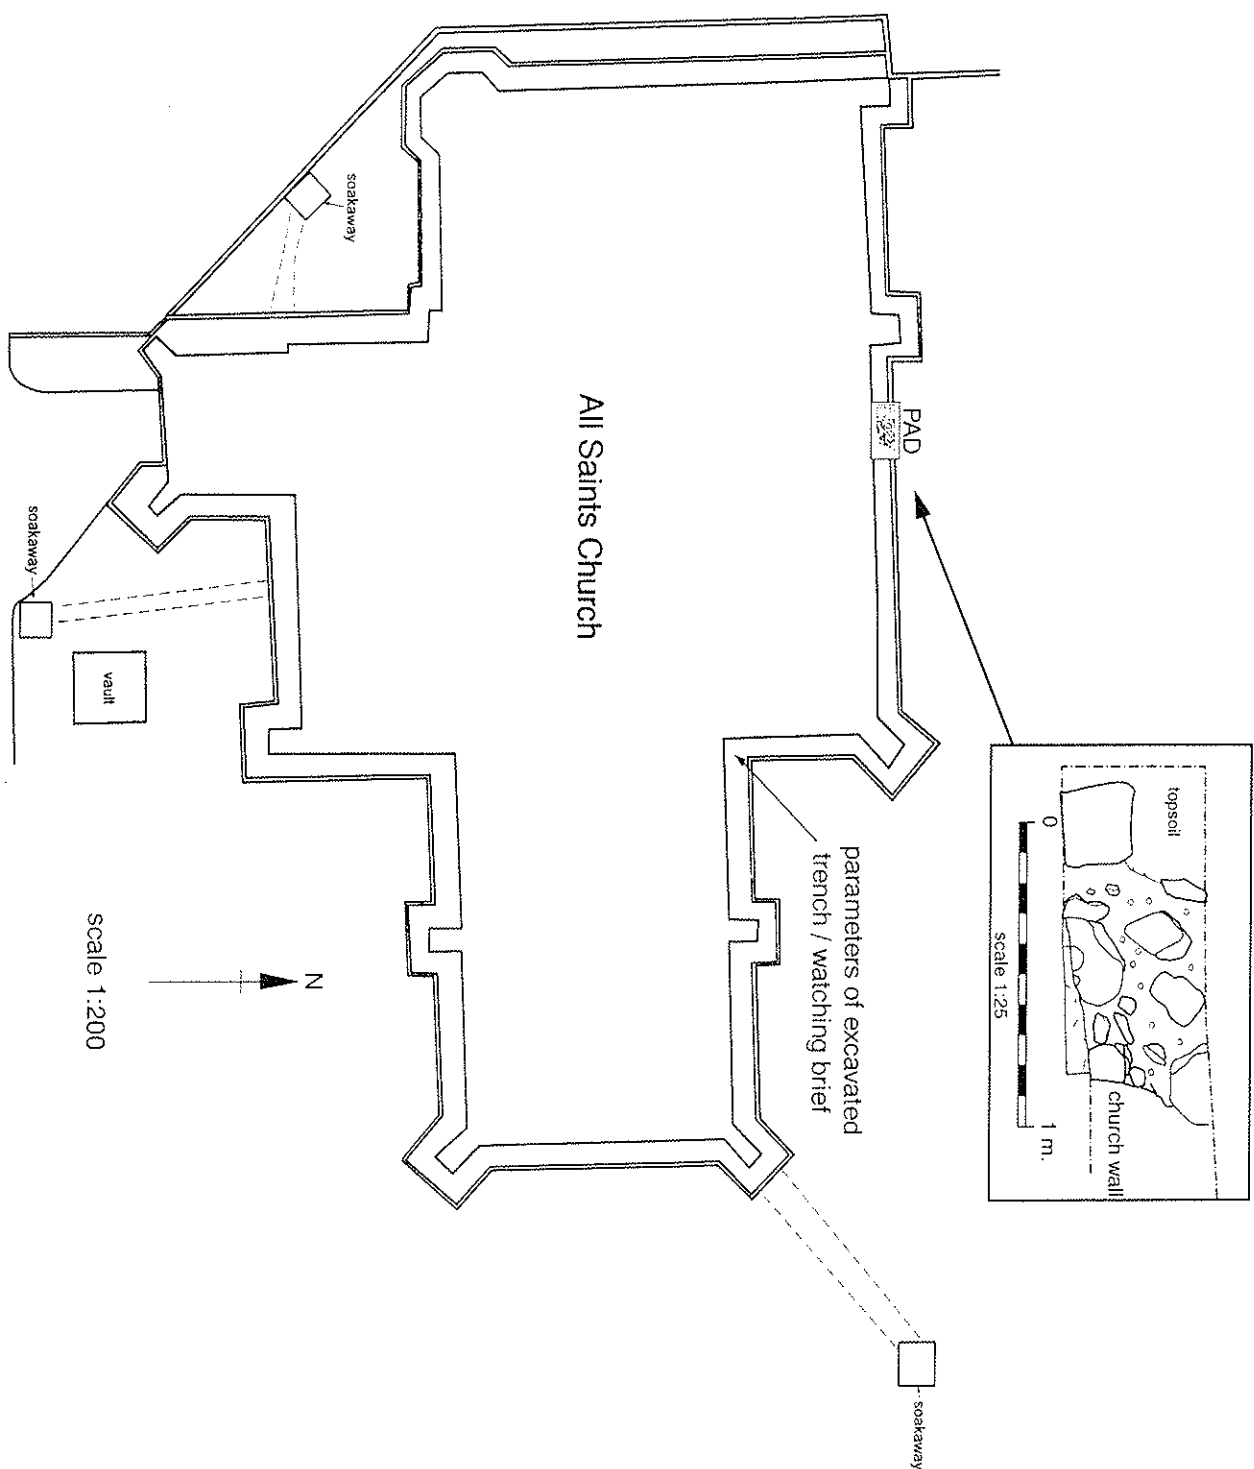 PAD
All Saints Church
parameters of excavated
trench / watching brief
topsoil
church wall
0
1 m.
scale 1:25
soakaway
soakaway
soakaway
vault
N
scale 1:200